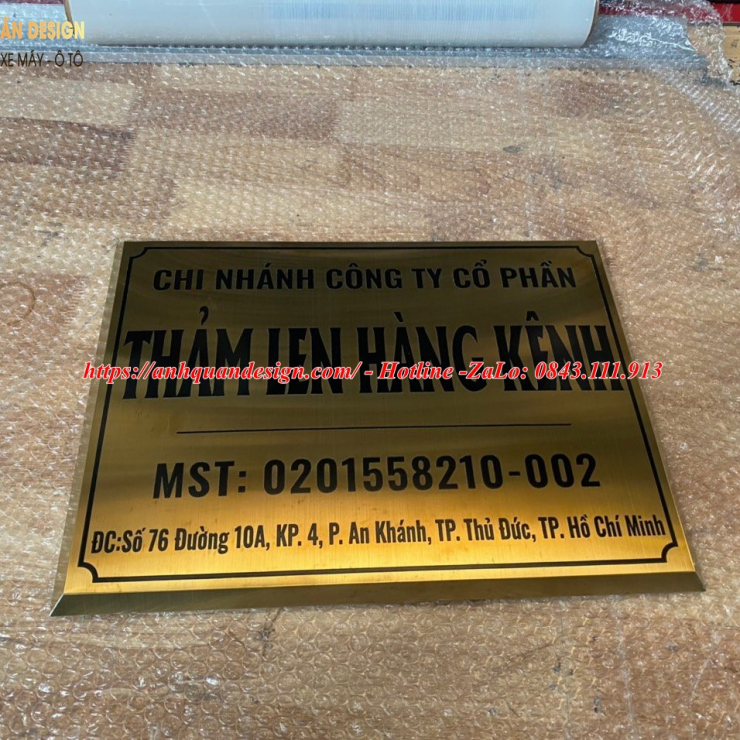 ÂN DESIGN
XE MÁY - Ô TÔ
CHI NHÁNH CÔNG TY CỔ PHẦN
THẢM LEN HÀNG KÊNH
https://anhquandesign.com/ - Hotline -ZaLo: 0843.111.913
MST: 0201558210-002
ĐC:Số 76 Đường 10A, KP. 4, P. An Khánh, TP. Thủ Đức, TP. Hồ Chí Minh